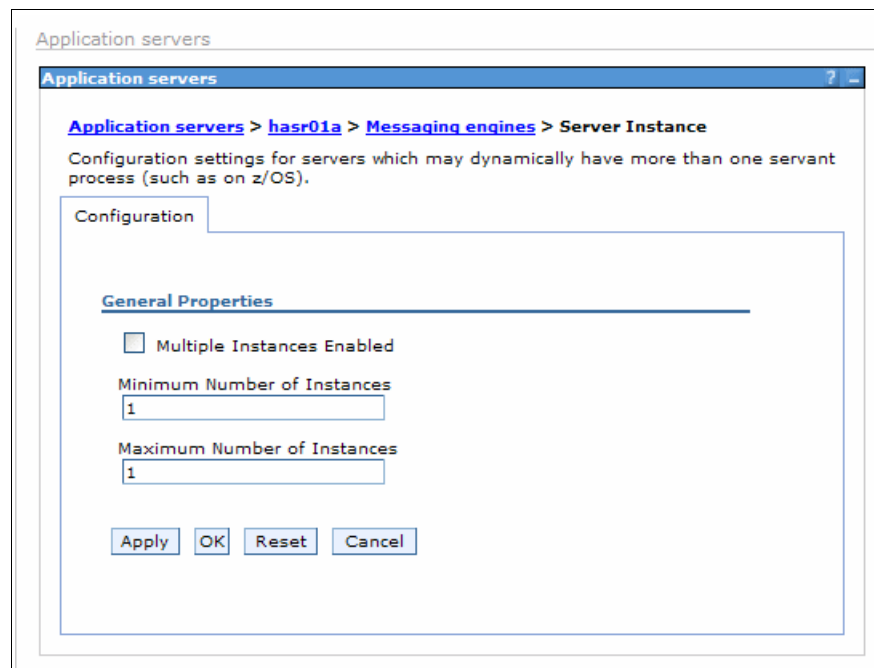 Application servers
Application servers ? –
Application servers > hasr01a > Messaging engines > Server Instance
Configuration settings for servers which may dynamically have more than one servant
process (such as on z/OS).
Configuration
General Properties
Multiple Instances Enabled
Minimum Number of Instances
1
Maximum Number of Instances
1
Apply OK Reset Cancel